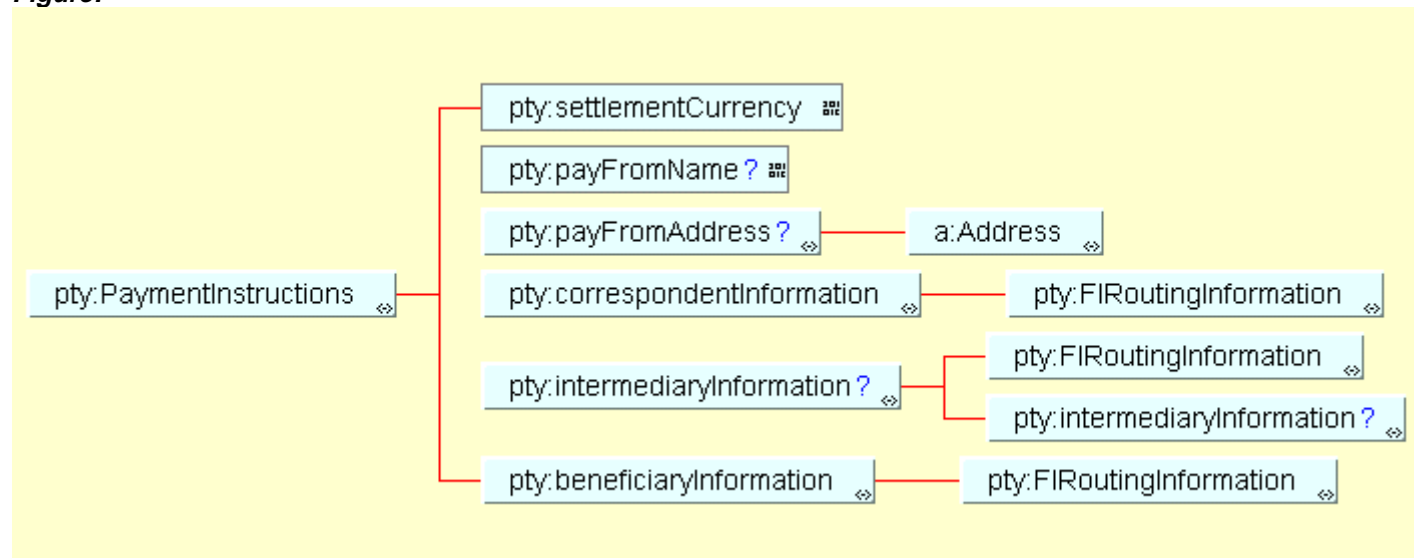 Figure:
pty:settlementCurrency
pty:payFromName?
pty:payFromAddress? a:Address
pty:PaymentInstructions pty:correspondentInformation pty:FIRoutingInformation
pty:FIRoutingInformation
pty:intermediaryInformation?
pty:intermediaryInformation?
pty:beneficiaryInformation pty:FIRoutingInformation